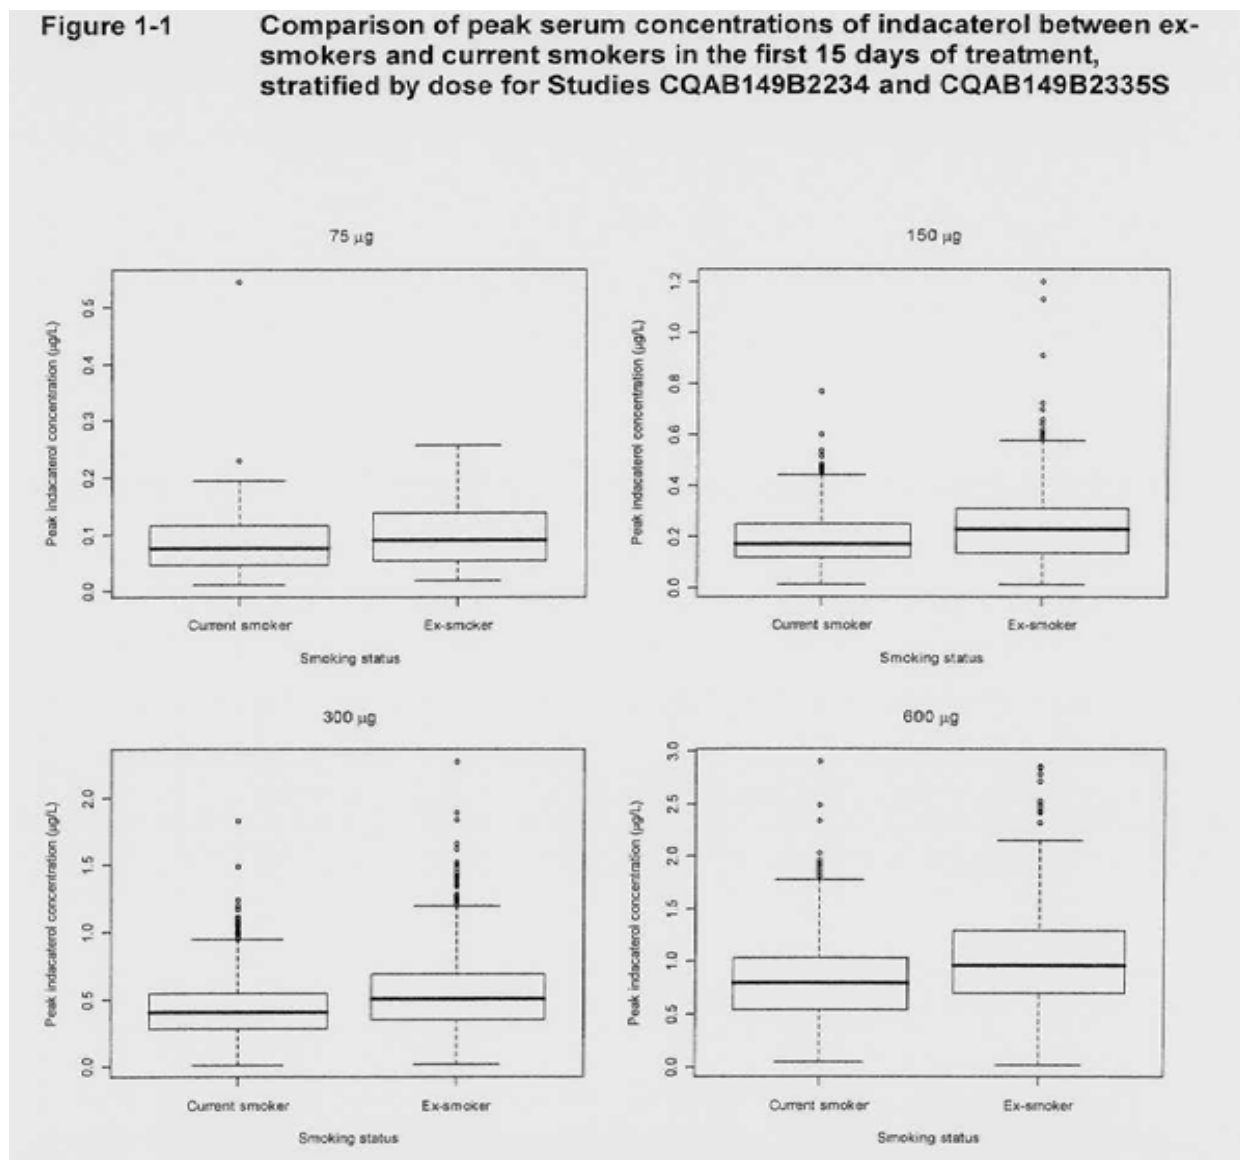 Figure 1-1 Comparison of peak serum concentrations of indacaterol between ex-
smokers and current smokers in the first 15 days of treatment,
stratified by dose for Studies CQAB149B2234 and CQAB149B2335S
75 µg
Peak indacaterol concentration (µg/L)
0.5
0.4
0.3
0.2
0.1
0.0
Current smoker Ex-smoker
Smoking status
150 µg
Peak indacaterol concentration (µg/L)
1.2
1.0
0.8
0.6
0.4
0.2
0.0
Current smoker Ex-smoker
Smoking status
300 µg
Peak indacaterol concentration (µg/L)
2.0
1.5
1.0
0.5
0.0
Current smoker Ex-smoker
Smoking status
600 µg
Peak indacaterol concentration (µg/L)
3.0
2.5
2.0
1.5
1.0
0.5
0.0
Current smoker Ex-smoker
Smoking status